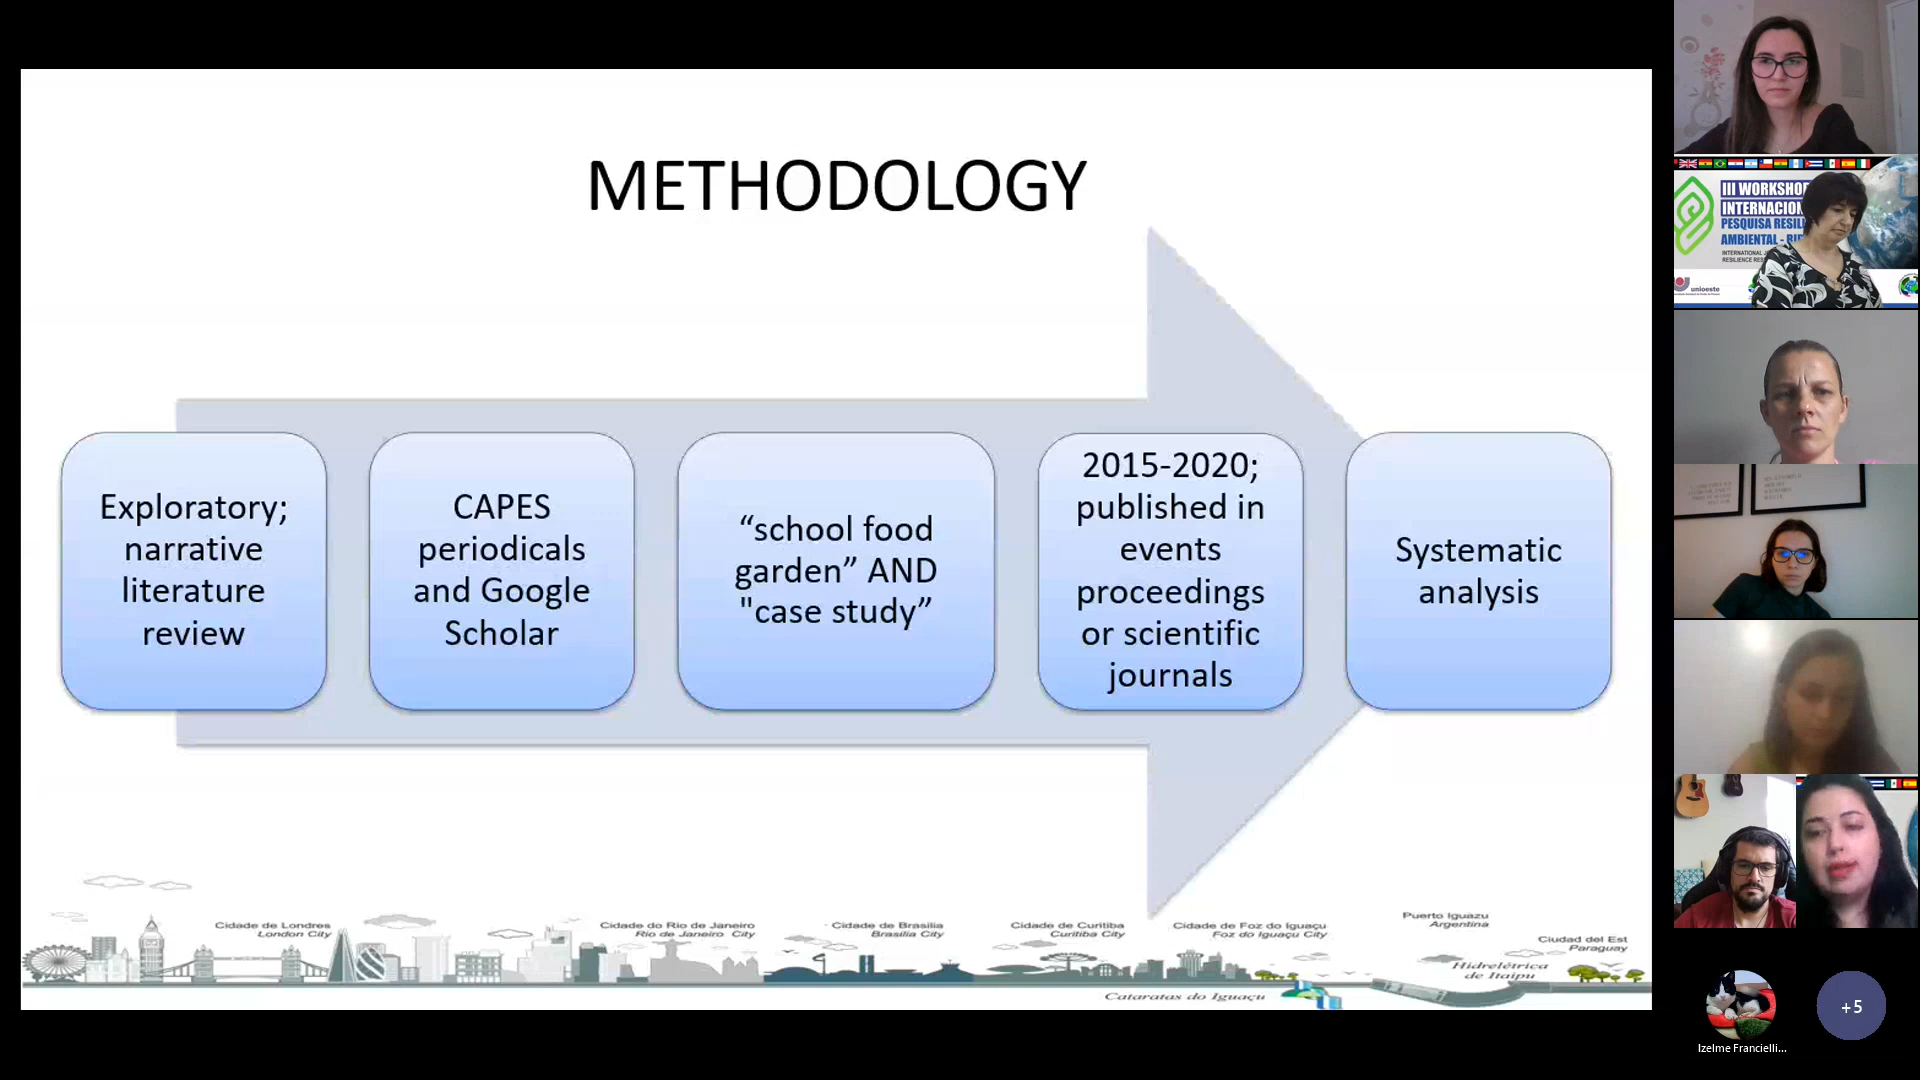 METHODOLOGY
Exploratory;
narrative
literature
review
CAPES
periodicals
and Google
Scholar
“school food
garden” AND
"case study”
2015-2020;
published in
events
proceedings
or scientific
journals
Systematic
analysis
Cidade de Londres
London City
Cidade do Rio de Janeiro
Rio de Janeiro City
Cidade de Brasília
Brasília City
Cidade de Curitiba
Curitiba City
Cidade de Foz do Iguaçu
Foz do Iguaçu City
Puerto Iguazu
Argentina
Ciudad del Est
Paraguay
Hidrelétrica
de Itaipu
Cataratas do Iguaçu
III WORKSHOP
INTERNACION
PESQUISA RESILI
AMBIENTAL - RI
INTERNATIONAL
RESILIENCE RES
unioeste
Izelme Francielli...
+5